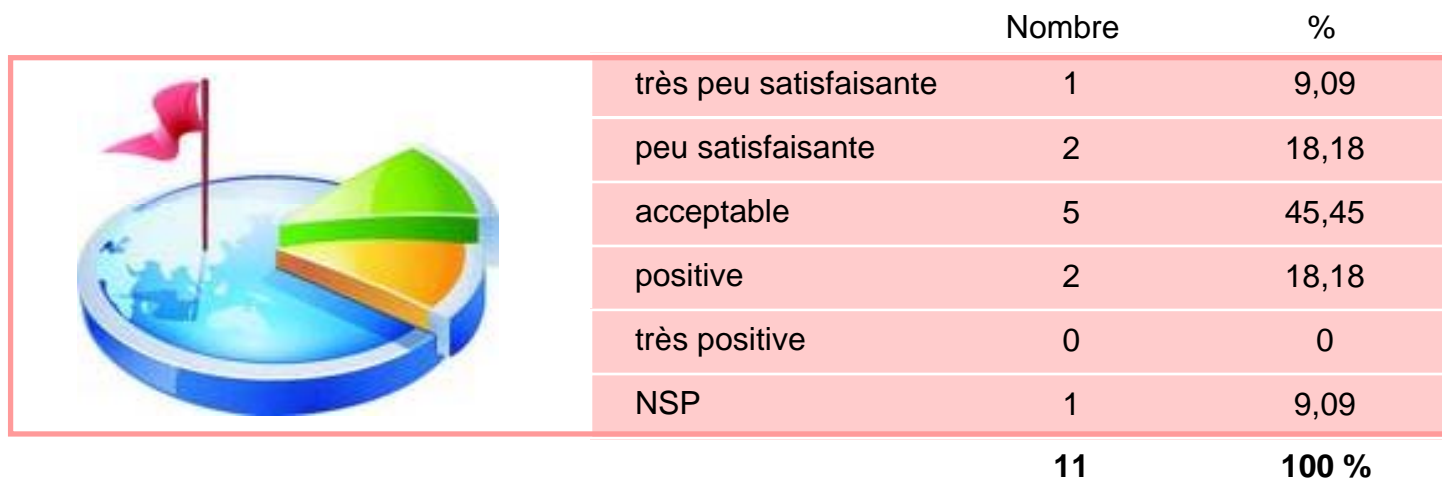 Nombre %
très peu satisfaisante 1 9,09
peu satisfaisante 2 18,18
acceptable 5 45,45
positive 2 18,18
très positive 0 0
NSP 1 9,09
11 100 %